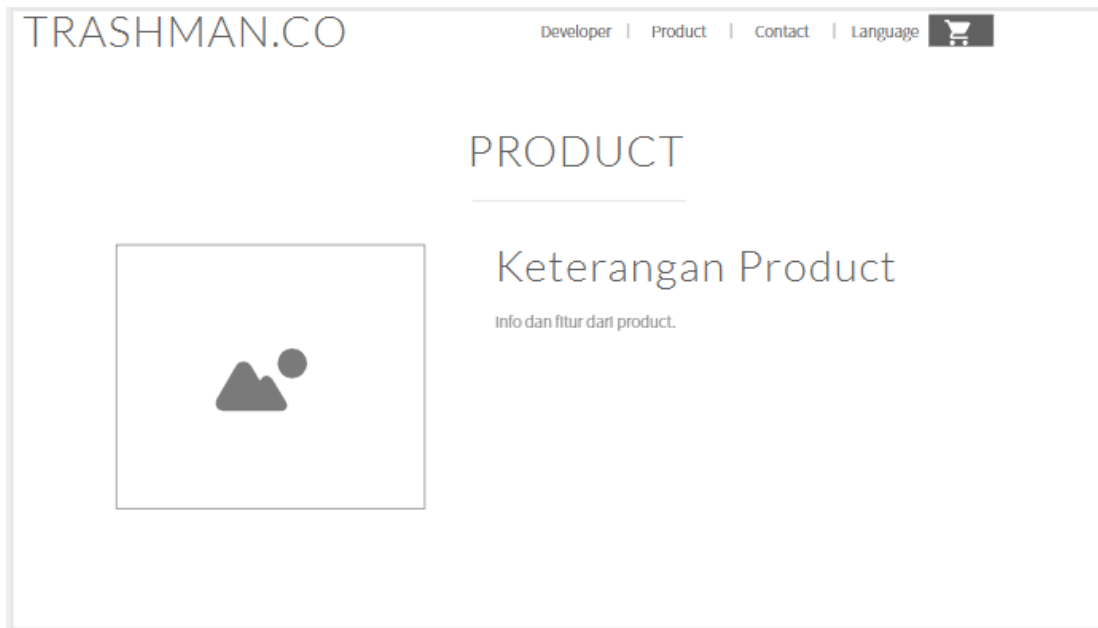 TRASHMAN.CO
Developer | Product | Contact | Language
PRODUCT
Keterangan Product
Info dan fitur dari product.